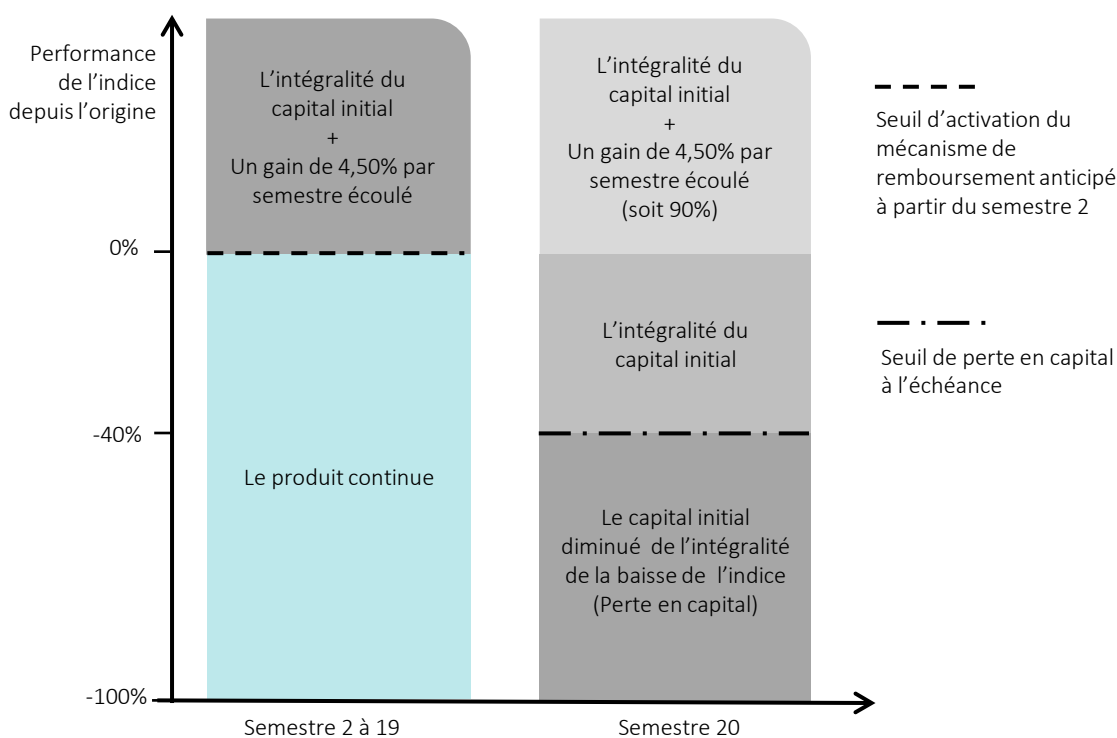 Performance
de l’indice
depuis l’origine
L’intégralité du
capital initial
+
Un gain de 4,50% par
semestre écoulé
L’intégralité du
capital initial
+
Un gain de 4,50% par
semestre écoulé
(soit 90%)
Seuil d’activation du
mécanisme de
remboursement anticipé
à partir du semestre 2
0%
L’intégralité du
capital initial
Seuil de perte en capital
à l’échéance
-40%
Le produit continue
Le capital initial
diminué de l’intégralité
de la baisse de l’indice
(Perte en capital)
-100%
Semestre 2 à 19
Semestre 20